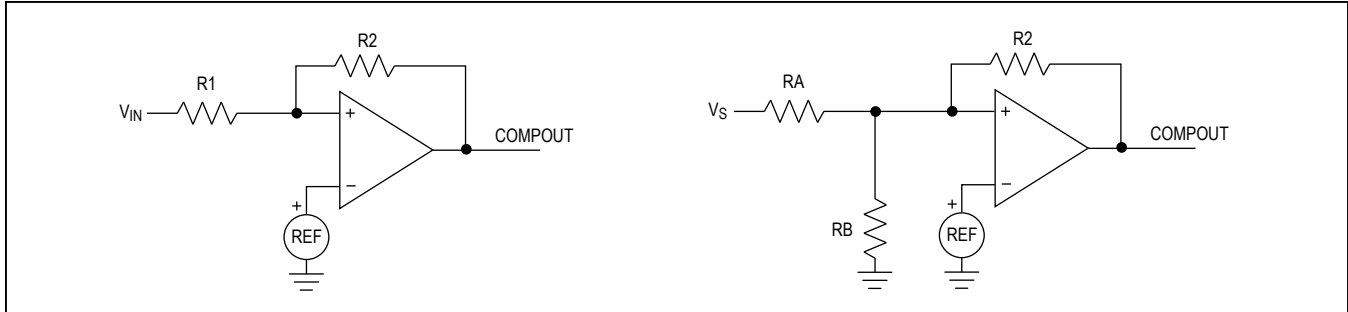 R2
R1
V_IN
+
−
COMPOUT
+
REF
R2
RA
V_S
+
−
COMPOUT
RB
+
REF